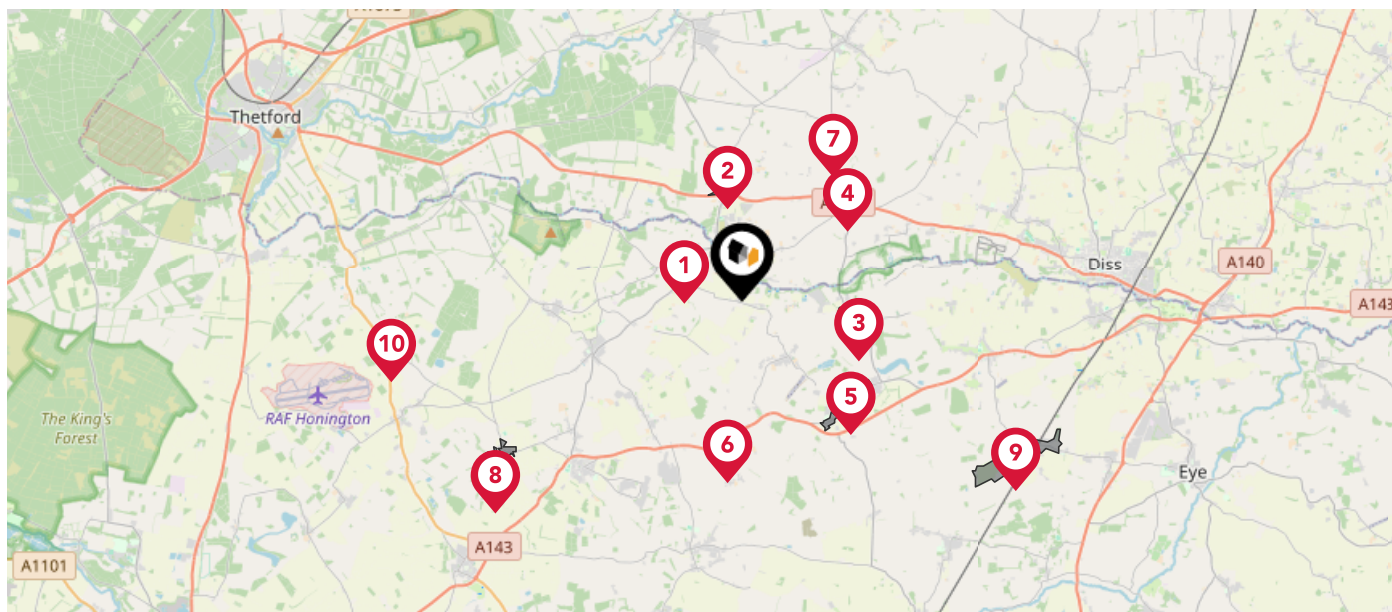 Thetford
7
2
4
A
1
Diss
A140
A143
3
10
RAF Honington
5
The King's
Forest
6
9
8
Eye
A143
A1101